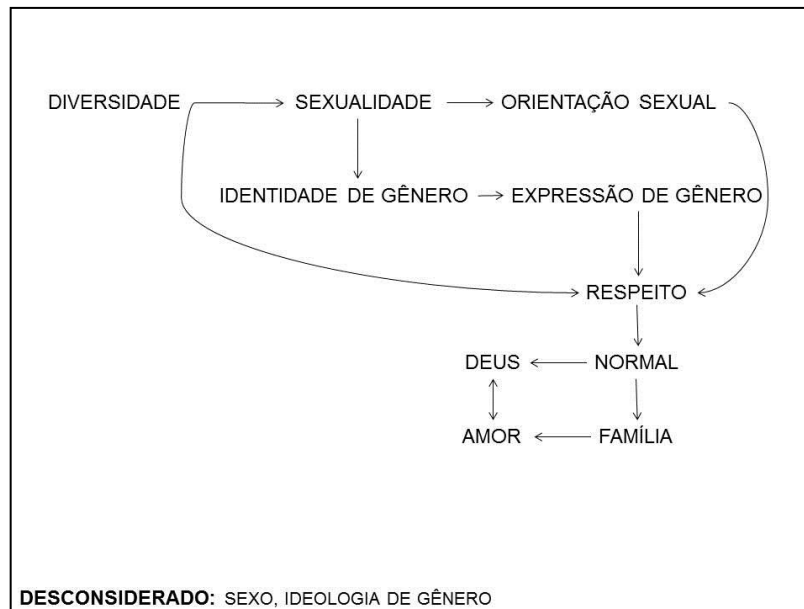 DIVERSIDADE SEXUALIDADE ORIENTAÇÃO SEXUAL
IDENTIDADE DE GÊNERO EXPRESSÃO DE GÊNERO
RESPEITO
DEUS NORMAL
AMOR FAMÍLIA
DESCONSIDERADO: SEXO, IDEOLOGIA DE GÊNERO